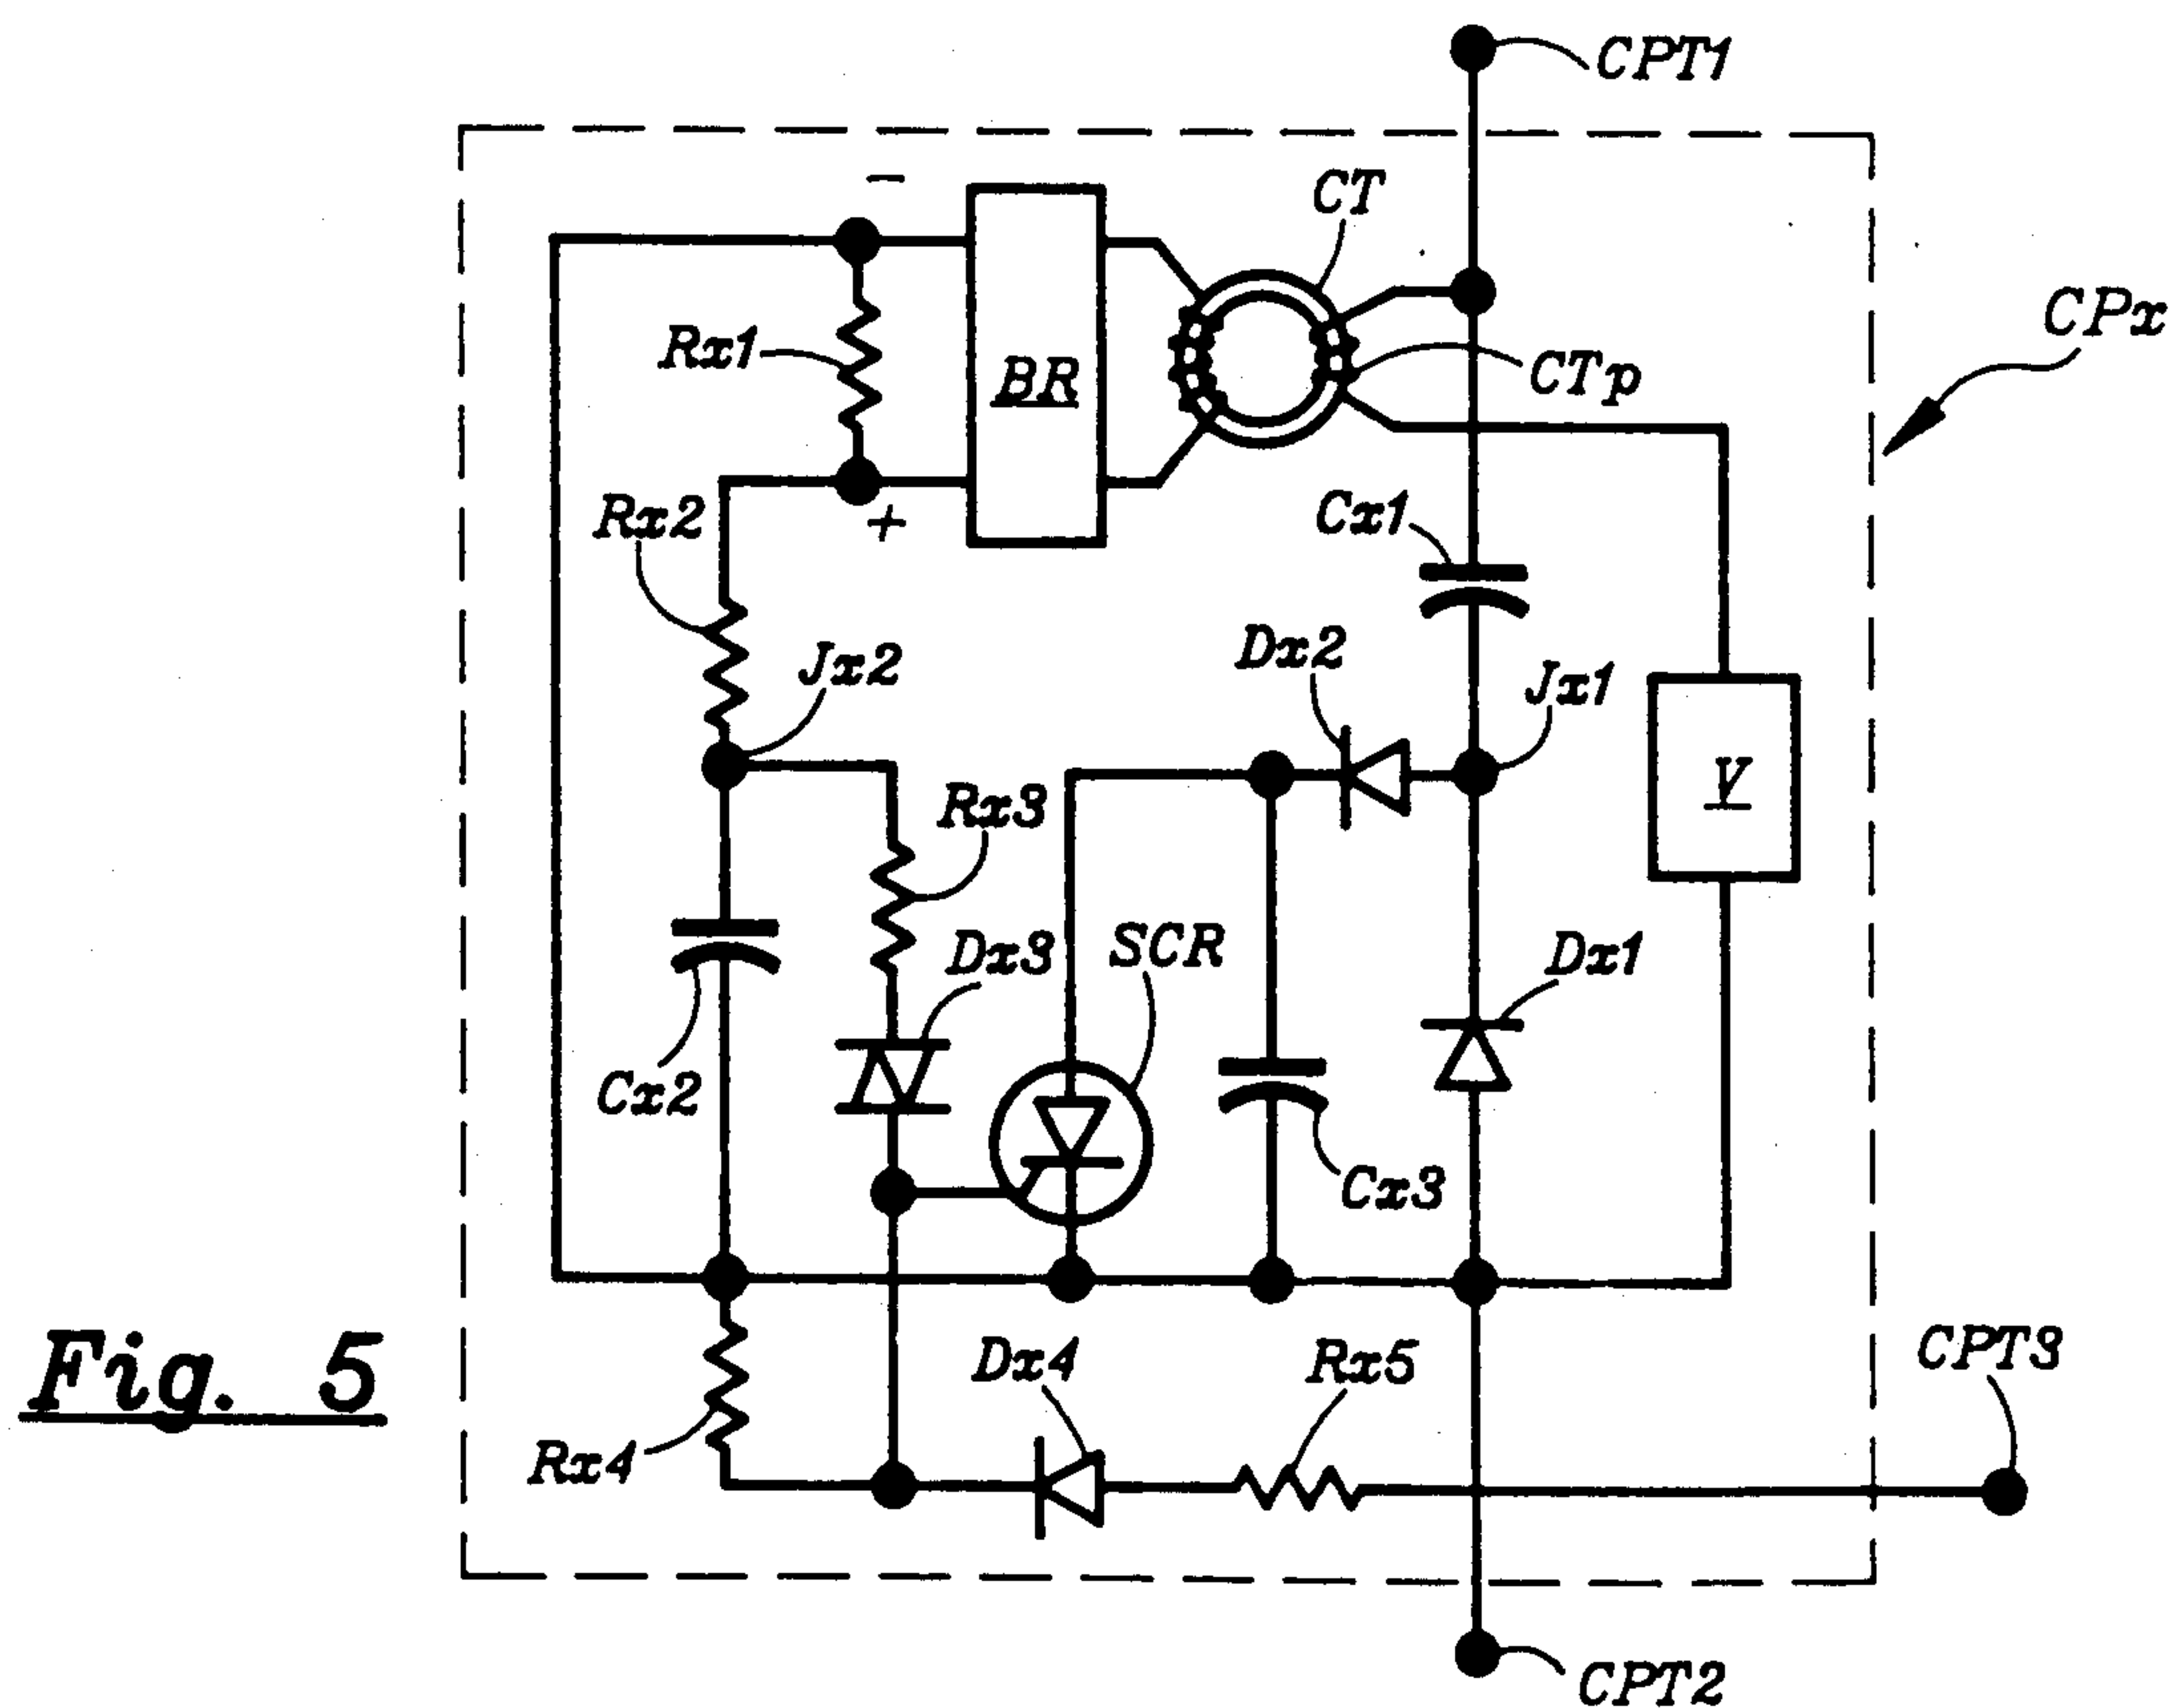 CPT1
−
CT
CPx
Rx1
BR
CTp
Rx2
+
Cx1
Dx2
Jx2
Jx1
V
Rx3
SCR
Dx3
Dx1
Cx2
Cx3
CPT3
Fig. 5
Dx4
Rx5
Rx4
CPT2